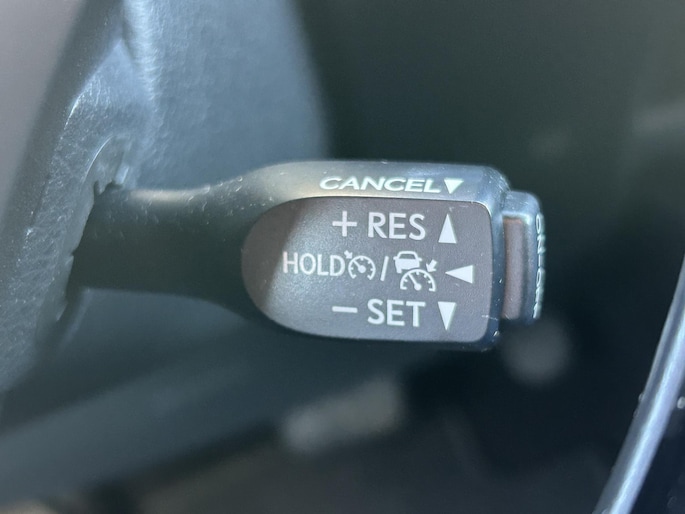 CANCEL▼
+ RES ▲
HOLD / ◀
− SET ▼